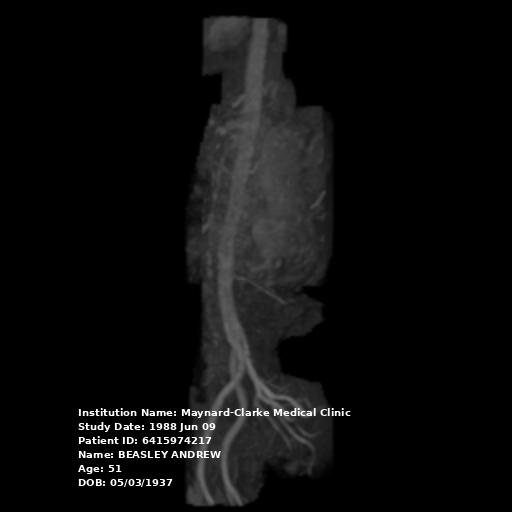 Institution Name: Maynard-Clarke Medical Clinic
Study Date: 1988 Jun 09
Patient ID: 6415974217
Name: BEASLEY ANDREW
Age: 51
DOB: 05/03/1937